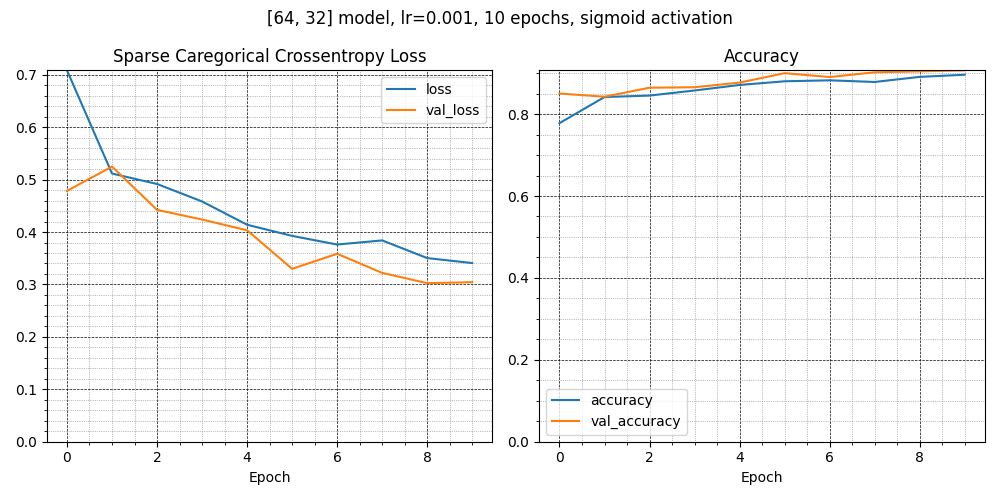 [64, 32] model, lr=0.001, 10 epochs, sigmoid activation
Sparse Caregorical Crossentropy Loss
0.7
0.6
0.5
0.4
0.3
0.2
0.1
0.0
loss
val_loss
0 2 4 6 8
Epoch
Accuracy
0.8
0.6
0.4
0.2
0.0
accuracy
val_accuracy
0 2 4 6 8
Epoch